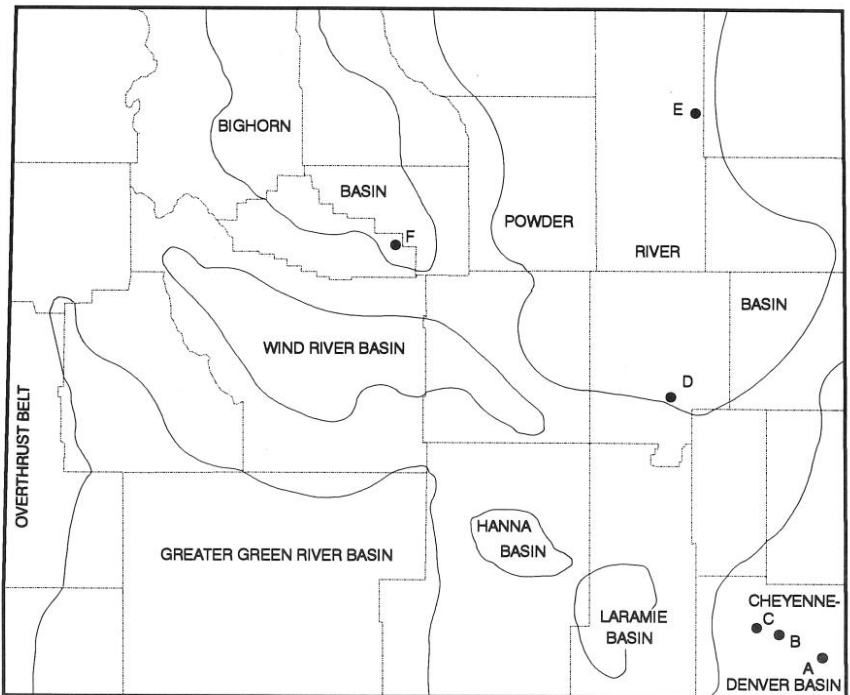 BIGHORN
BASIN
F
E
POWDER
RIVER
BASIN
WIND RIVER BASIN
D
OVERTHRUST BELT
GREATER GREEN RIVER BASIN
HANNA
BASIN
LARAMIE
BASIN
CHEYENNE-
C
B
A
DENVER BASIN